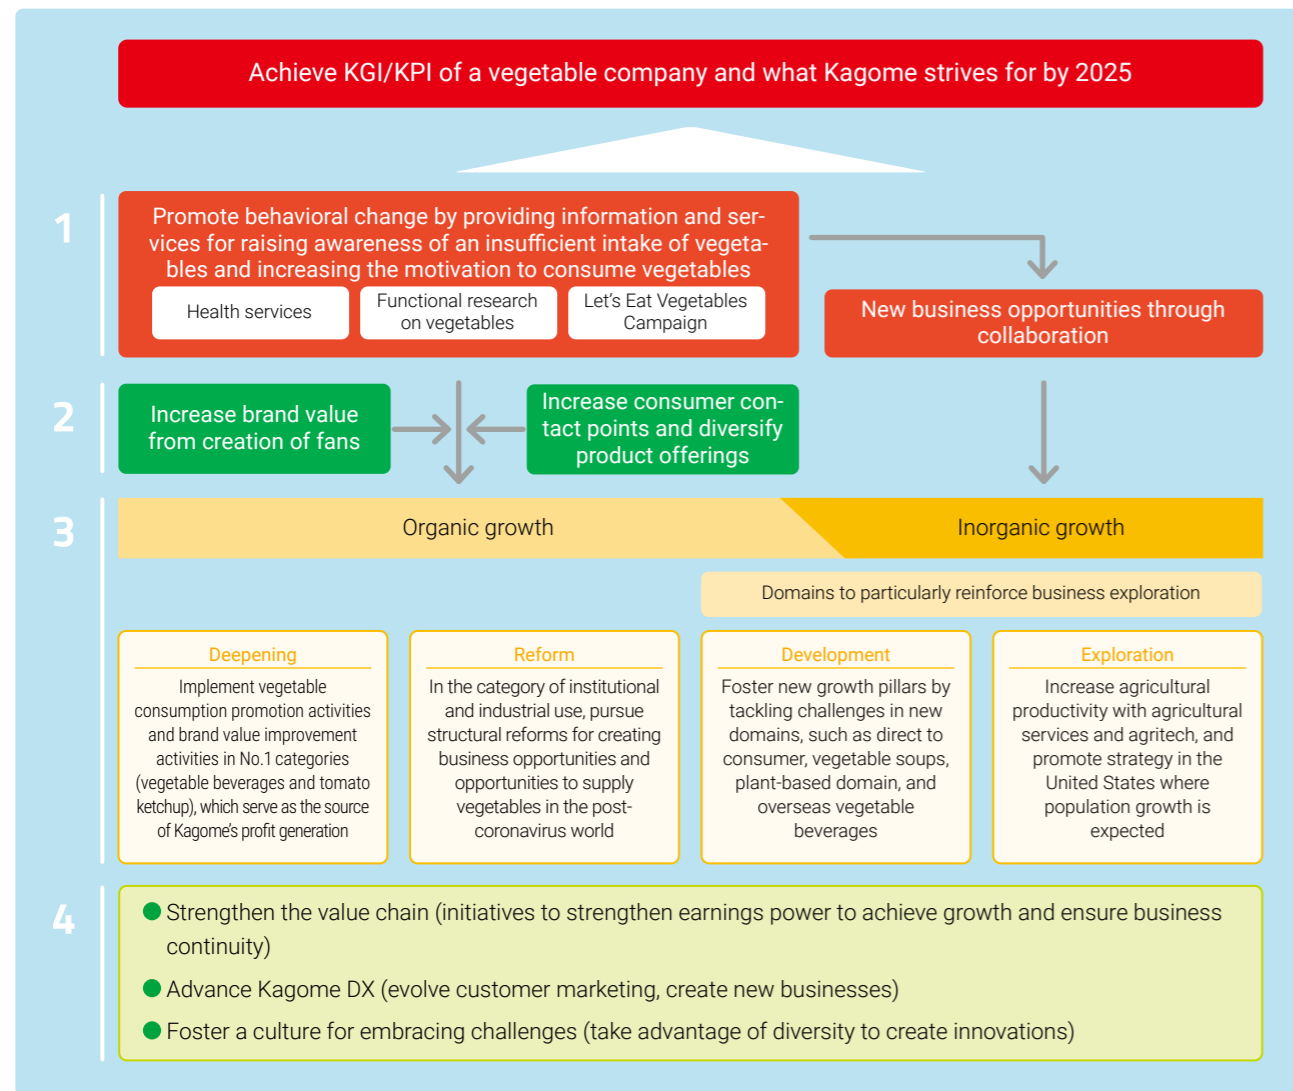 Achieve KGI/KPI of a vegetable company and what Kagome strives for by 2025
1
Promote behavioral change by providing information and ser-
vices for raising awareness of an insufficient intake of vegeta-
bles and increasing the motivation to consume vegetables
Health services
Functional research
on vegetables
Let’s Eat Vegetables
Campaign
New business opportunities through
collaboration
2
Increase brand value
from creation of fans
Increase consumer con-
tact points and diversify
product offerings
3
Organic growth
Inorganic growth
Domains to particularly reinforce business exploration
Deepening
Implement vegetable
consumption promotion activities
and brand value improvement
activities in No.1 categories
(vegetable beverages and tomato
ketchup), which serve as the source
of Kagome’s profit generation
Reform
In the category of institutional
and industrial use, pursue
structural reforms for creating
business opportunities and
opportunities to supply
vegetables in the post-
coronavirus world
Development
Foster new growth pillars by
tackling challenges in new
domains, such as direct to
consumer, vegetable soups,
plant-based domain, and
overseas vegetable
beverages
Exploration
Increase agricultural
productivity with agricultural
services and agritech, and
promote strategy in the
United States where
population growth is
expected
4
● Strengthen the value chain (initiatives to strengthen earnings power to achieve growth and ensure business
continuity)
● Advance Kagome DX (evolve customer marketing, create new businesses)
● Foster a culture for embracing challenges (take advantage of diversity to create innovations)